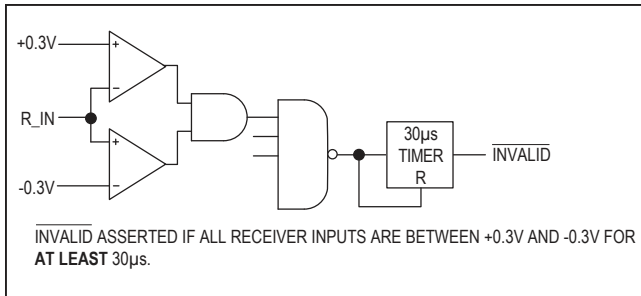 +0.3V
+
-
R_IN
+
-
-0.3V
30µs
TIMER
R
INVALID
INVALID ASSERTED IF ALL RECEIVER INPUTS ARE BETWEEN +0.3V AND -0.3V FOR
AT LEAST 30µs.